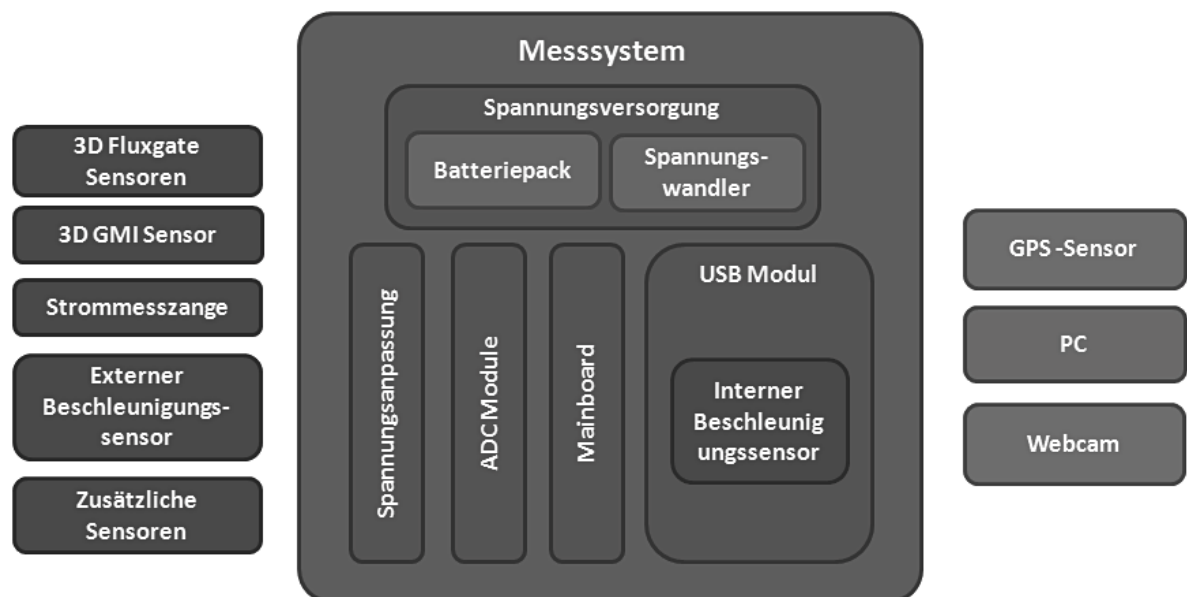 Messsystem
Spannungsversorgung
Batteriepack
Spannungs-
wandler
3D Fluxgate
Sensoren
3D GMI Sensor
Strommesszange
Externer
Beschleunigungs-
sensor
Zusätzliche
Sensoren
Spannungsanpassung
ADC Module
Mainboard
USB Modul
Interner
Beschleunig
ungssensor
GPS -Sensor
PC
Webcam